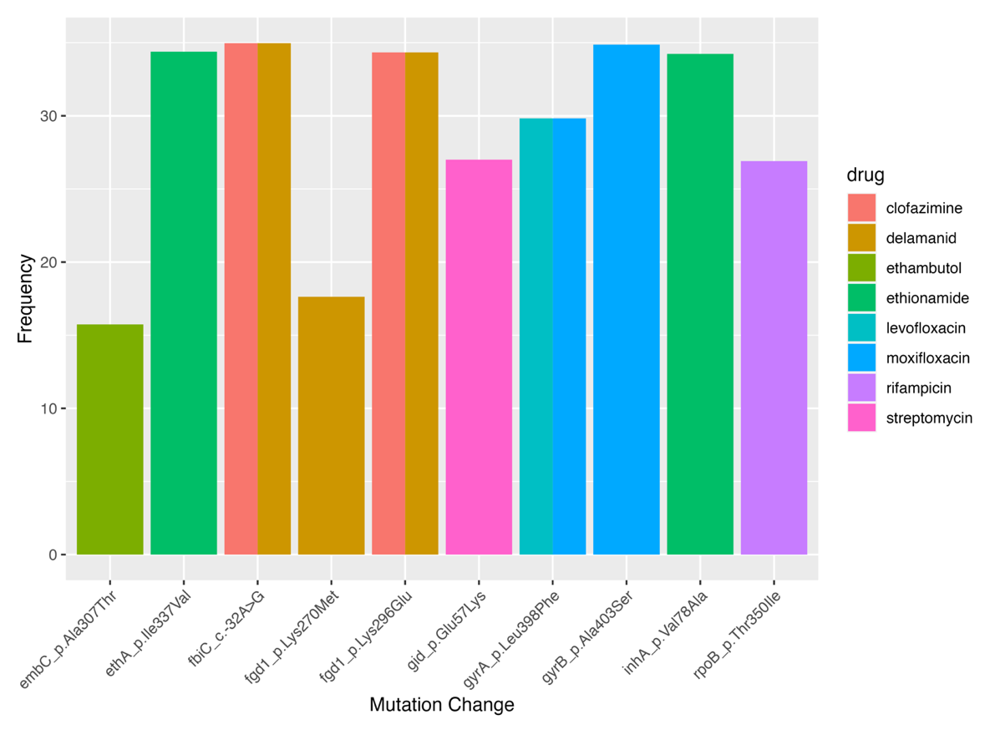 Frequency
30
20
10
0
embC_p.Ala307Thr
ethA_p.Ile337Val
fbiC_c.-32A>G
fgd1_p.Lys270Met
fgd1_p.Lys296Glu
gid_p.Glu57Lys
gyrA_p.Leu398Phe
gyrB_p.Ala403Ser
inhA_p.Val78Ala
rpoB_p.Thr350Ile
Mutation Change
drug
clofazimine
delamanid
ethambutol
ethionamide
levofloxacin
moxifloxacin
rifampicin
streptomycin